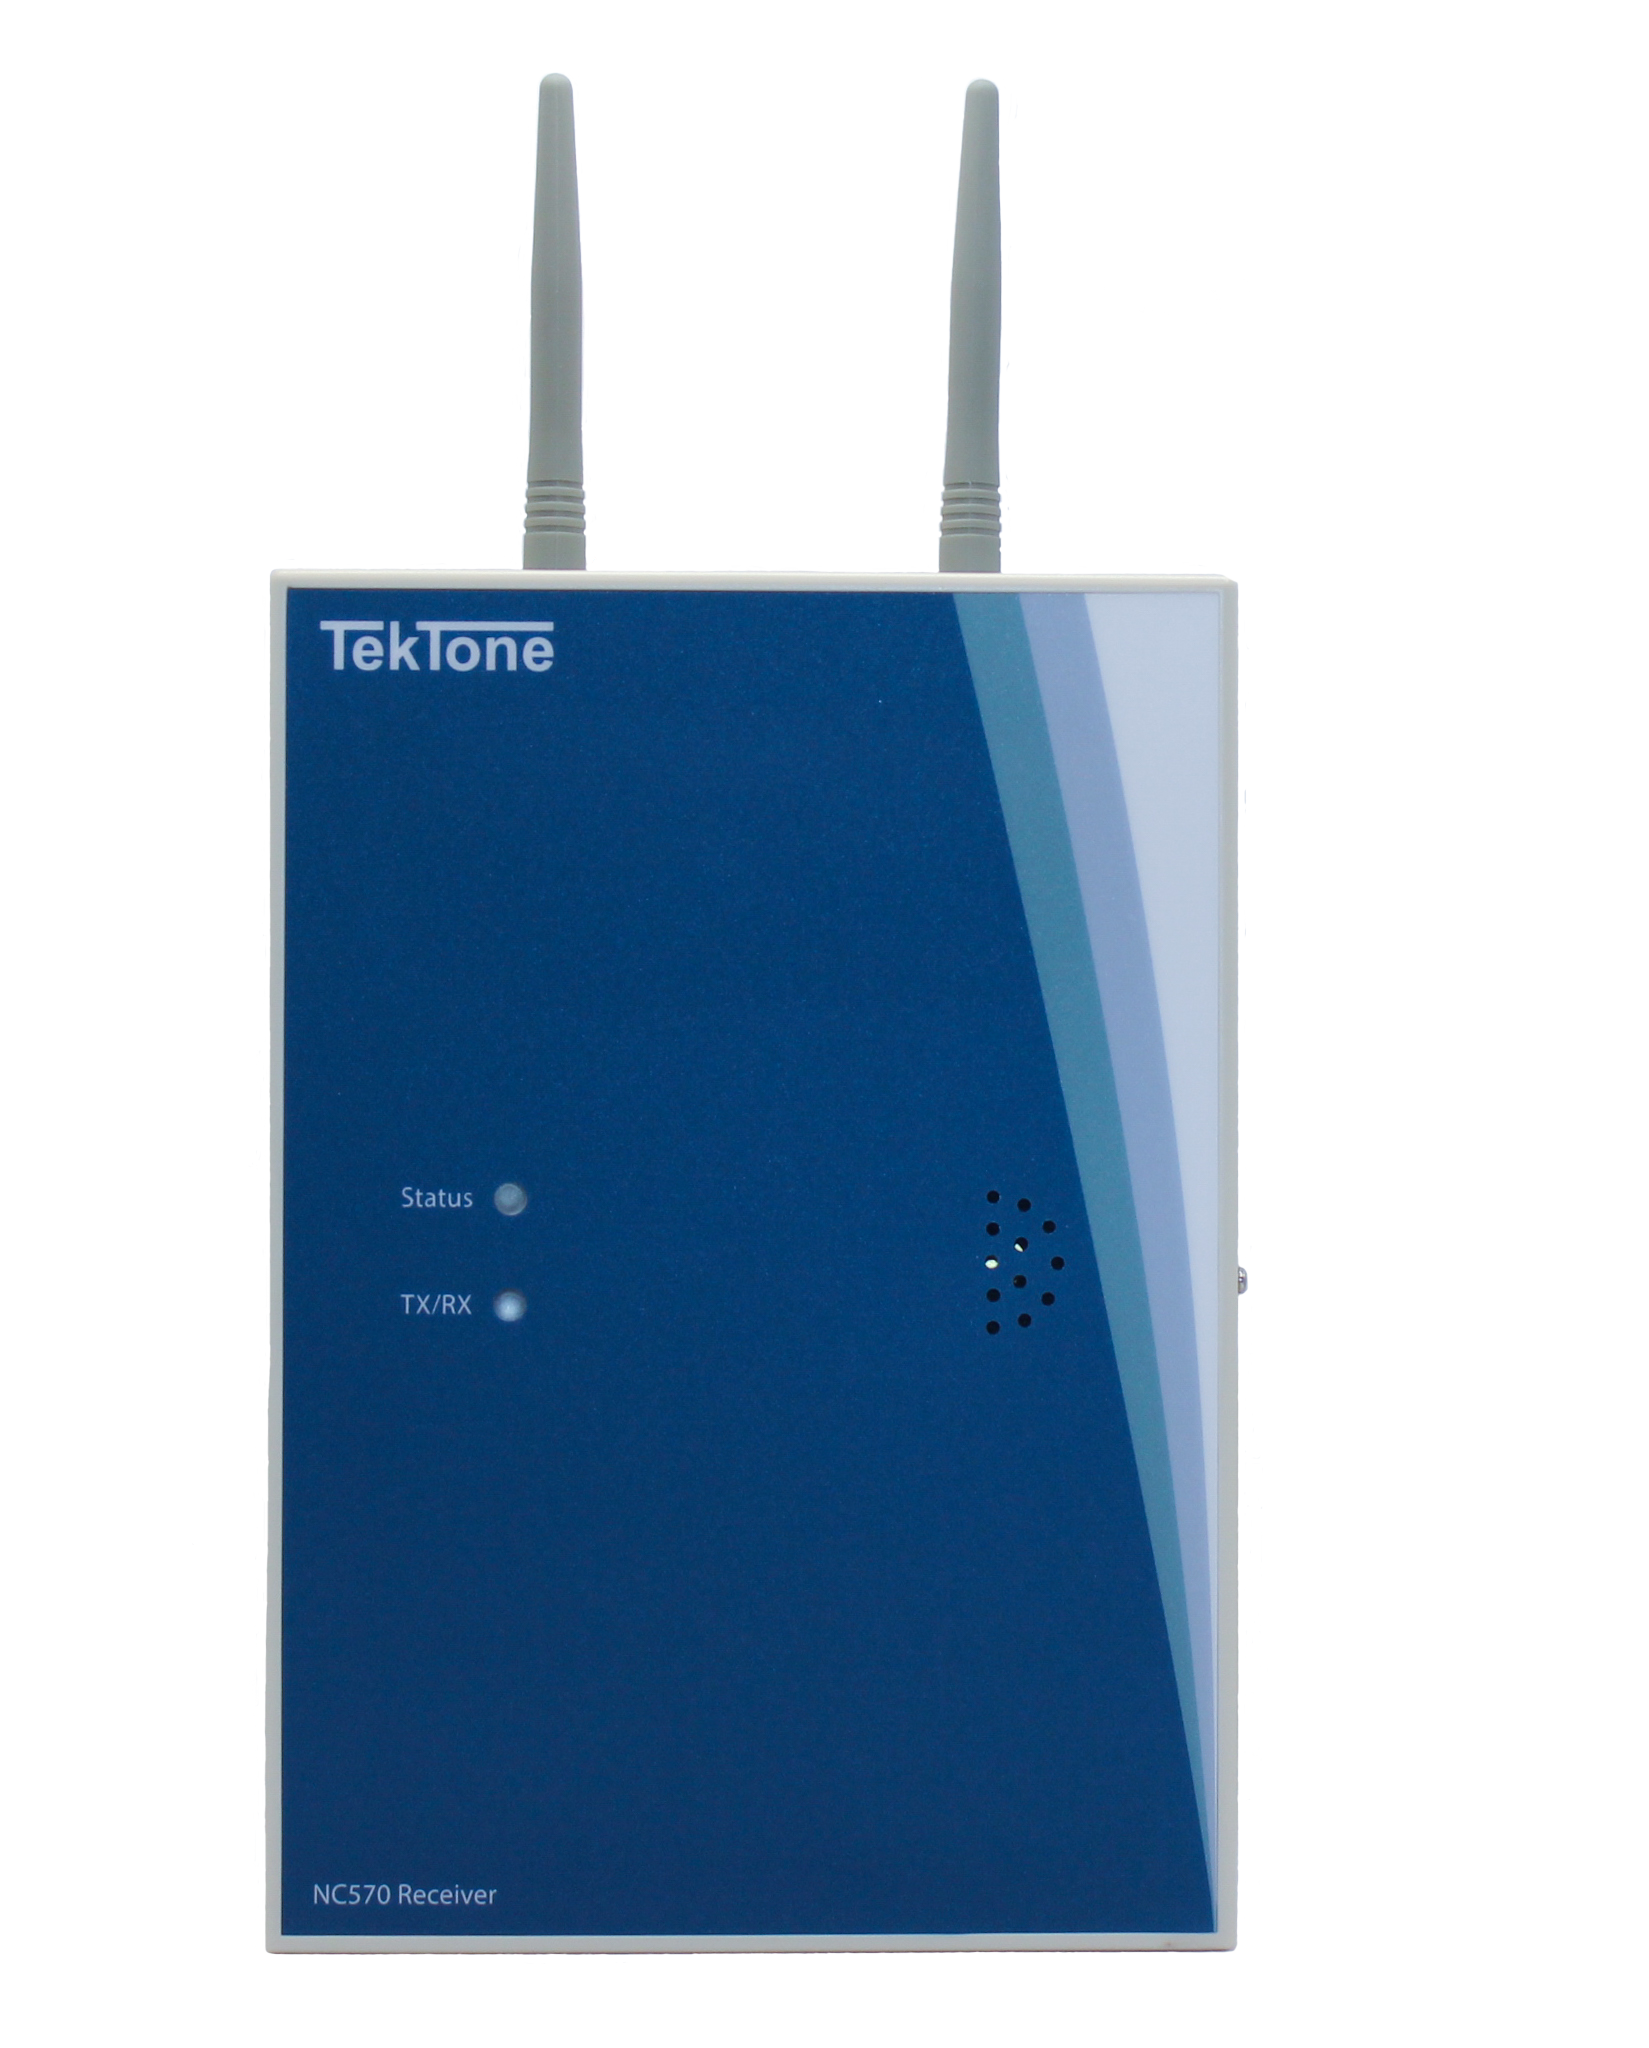 TekTone
Status
TX/RX
NC570 Receiver